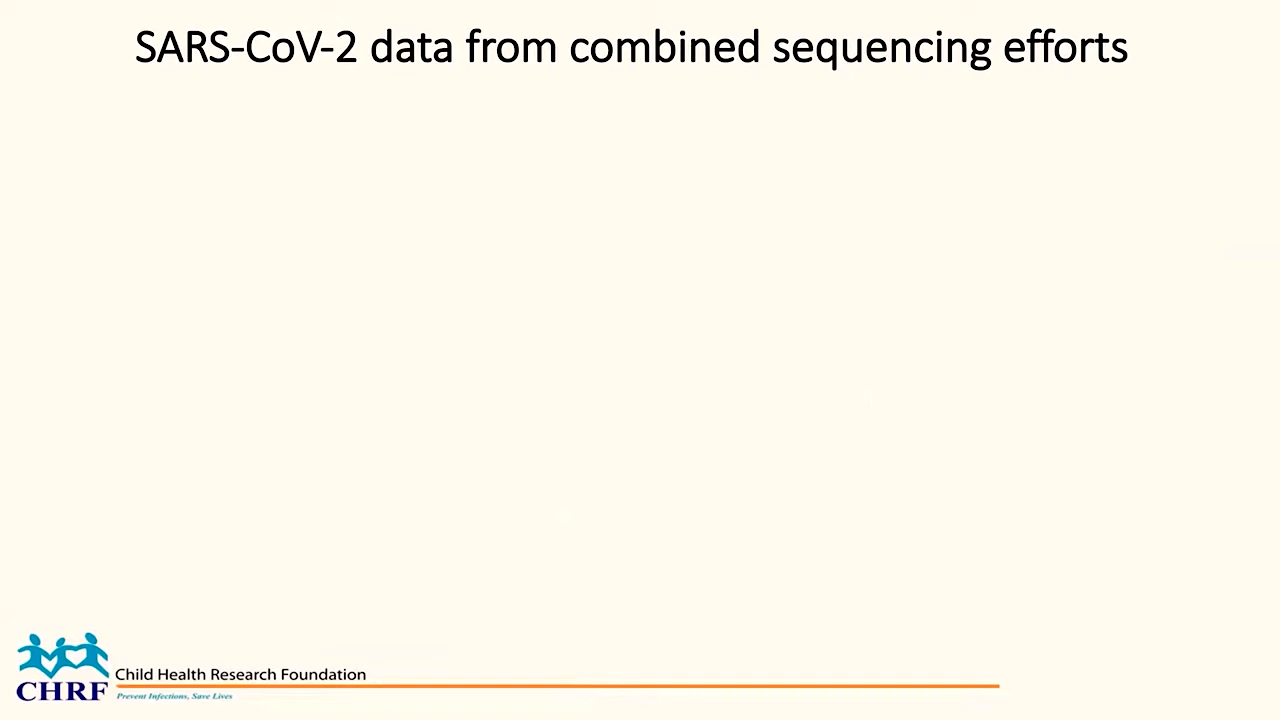 SARS-CoV-2 data from combined sequencing efforts
Child Health Research Foundation
CHRF
Prevent Infections, Save Lives